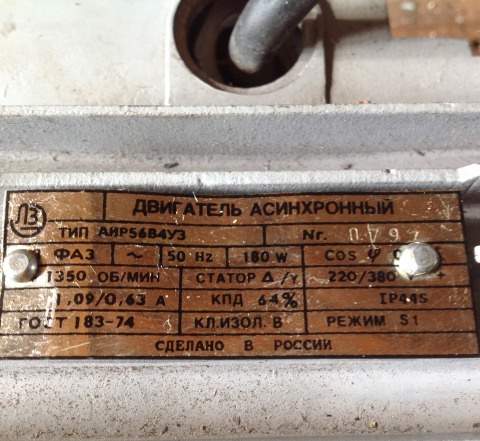 ЛЗ
ДВИГАТЕЛЬ АСИНХРОННЫЙ
ТИП АИР56В4У3 Nr.
ФАЗ ~ 50 Hz 180 W COS φ
1350 ОБ/МИН СТАТОР Δ/Y 220/380
1,09/0,63 А КПД 64% IP44S
ГОСТ 183-74 КЛ.ИЗОЛ. В РЕЖИМ S1
СДЕЛАНО В РОССИИ